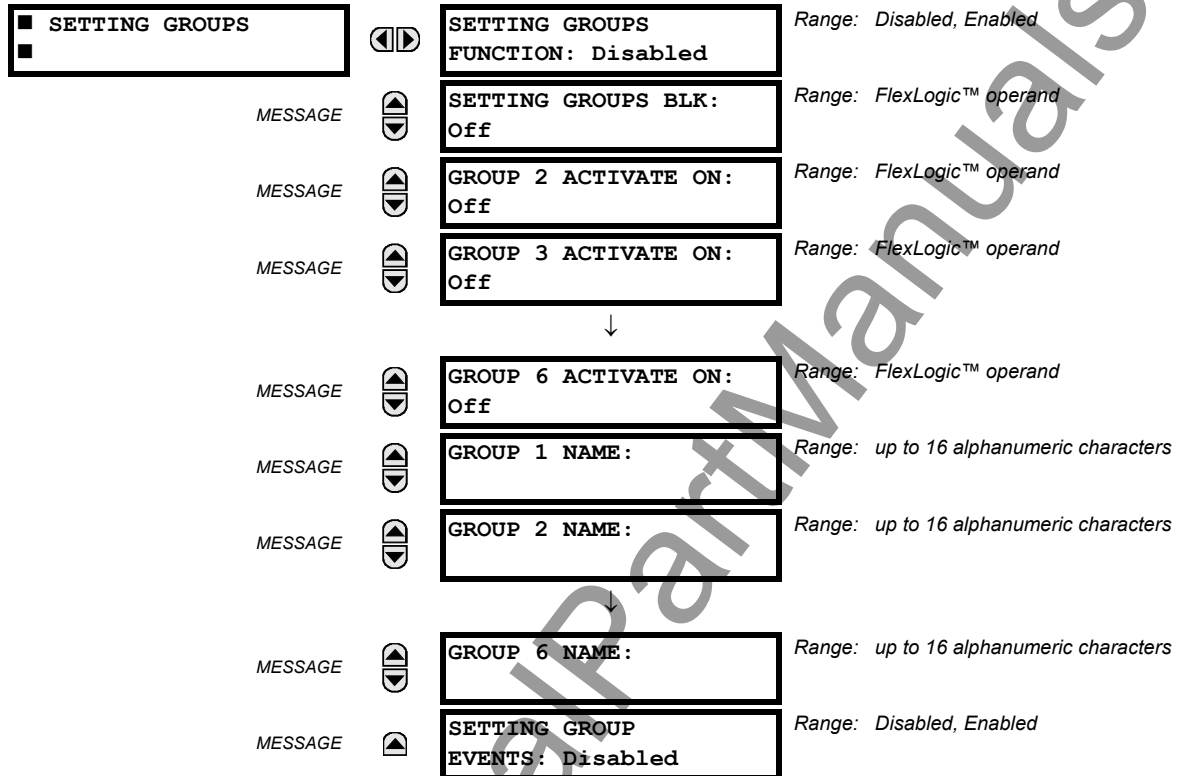 ■ SETTING GROUPS
■
SETTING GROUPS
FUNCTION: Disabled
Range: Disabled, Enabled
MESSAGE
SETTING GROUPS BLK:
Off
Range: FlexLogic™ operand
MESSAGE
GROUP 2 ACTIVATE ON:
Off
Range: FlexLogic™ operand
MESSAGE
GROUP 3 ACTIVATE ON:
Off
Range: FlexLogic™ operand
↓
MESSAGE
GROUP 6 ACTIVATE ON:
Off
Range: FlexLogic™ operand
MESSAGE
GROUP 1 NAME:
Range: up to 16 alphanumeric characters
MESSAGE
GROUP 2 NAME:
Range: up to 16 alphanumeric characters
↓
MESSAGE
GROUP 6 NAME:
Range: up to 16 alphanumeric characters
MESSAGE
SETTING GROUP
EVENTS: Disabled
Range: Disabled, Enabled
alPartManuals